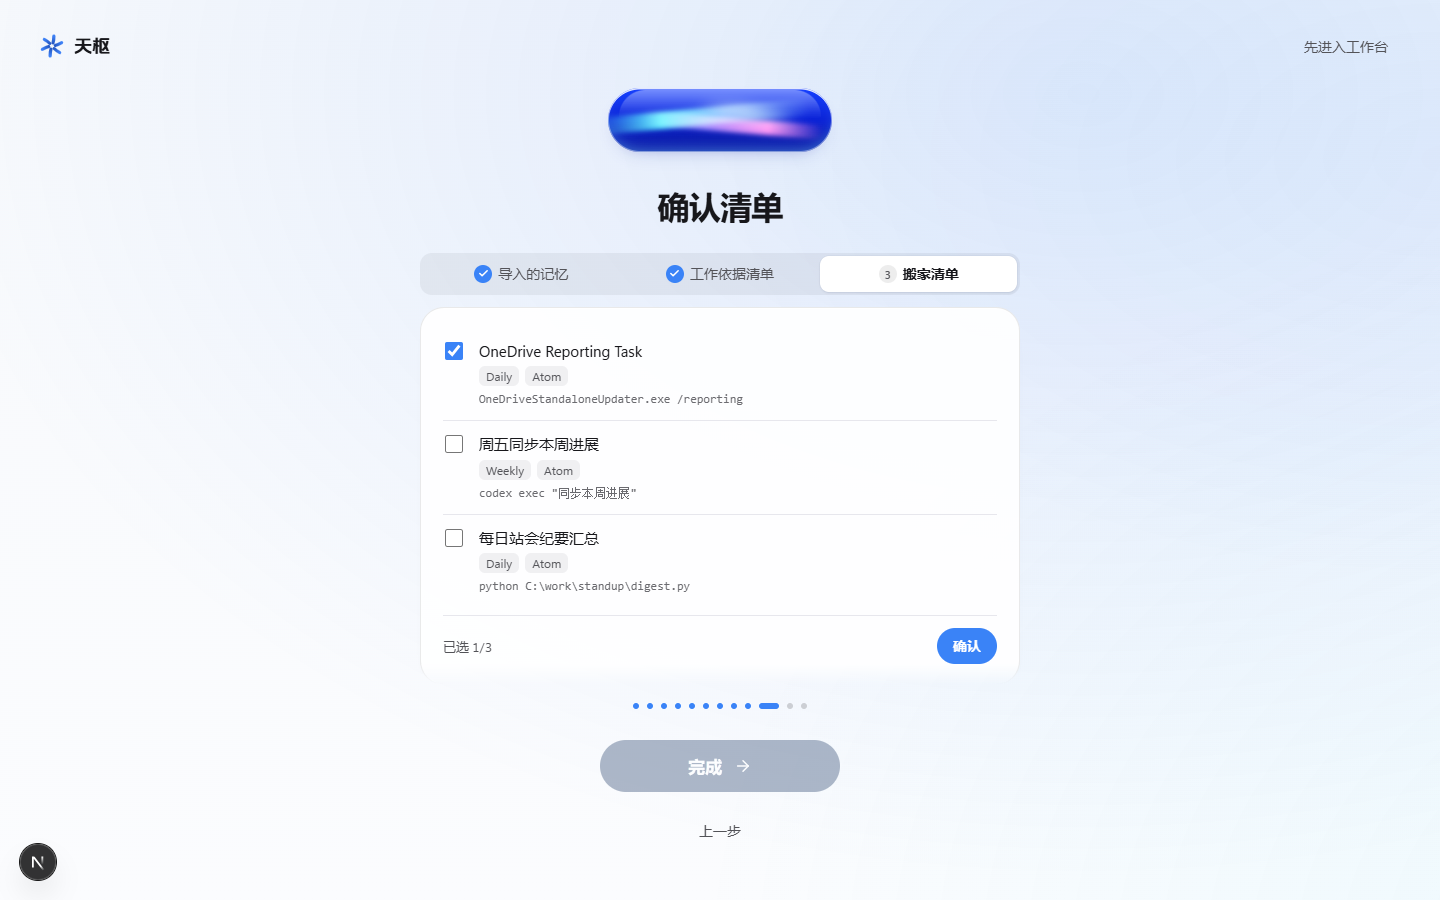 天枢
先进入工作台
确认清单
导入的记忆
工作依据清单
3 搬家清单
OneDrive Reporting Task
Daily Atom
OneDriveStandaloneUpdater.exe /reporting
周五同步本周进展
Weekly Atom
codex exec "同步本周进展"
每日站会纪要汇总
Daily Atom
python C:\work\standup\digest.py
已选 1/3
确认
完成 →
上一步
N